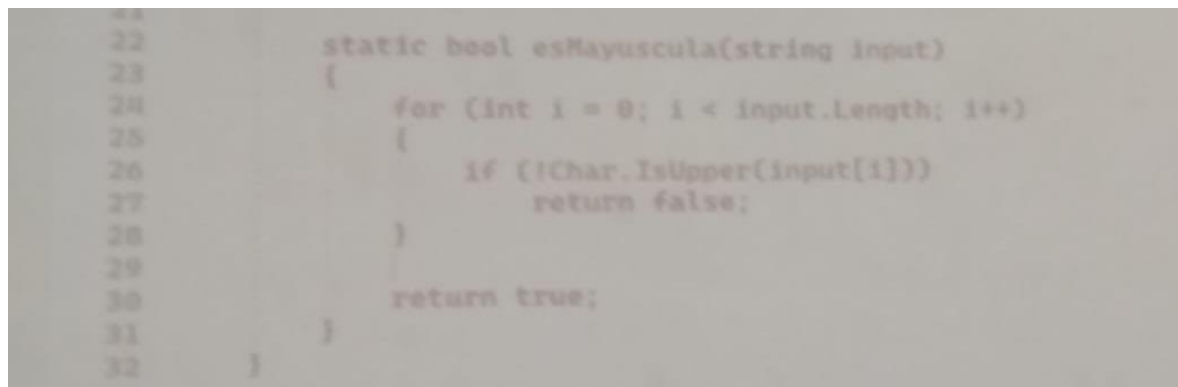 21
22 static bool esMayuscula(string input)
23 {
24 for (int i = 0; i < input.Length; i++)
25 {
26 if (!Char.IsUpper(input[i]))
27 return false;
28 }
29
30 return true;
31 }
32 }